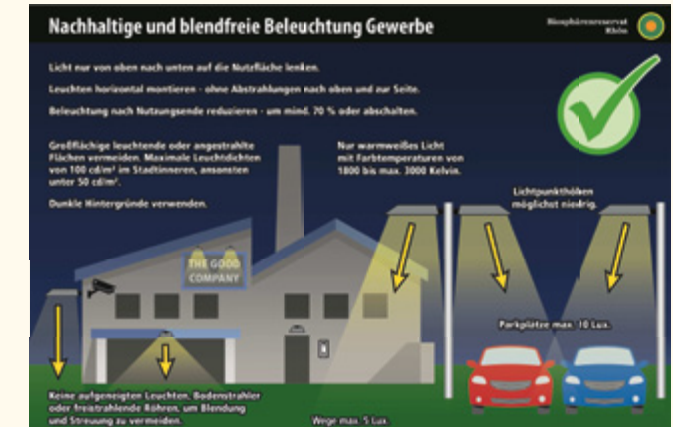 Nachhaltige und blendfreie Beleuchtung Gewerbe
Biosphärenreservat
Rhön
Licht nur von oben nach unten auf die Nutzfläche lenken.
Leuchten horizontal montieren - ohne Abstrahlungen nach oben und zur Seite.
Beleuchtung nach Nutzungsende reduzieren - um mind. 70 % oder abschalten.
Großflächige leuchtende oder angestrahlte
Flächen vermeiden. Maximale Leuchtdichten
von 100 cd/m² im Stadtinneren, ansonsten
unter 50 cd/m².
Dunkle Hintergründe verwenden.
Nur warmweißes Licht
mit Farbtemperaturen von
1800 bis max. 3000 Kelvin.
Lichtpunkthöhen
möglichst niedrig.
THE GOOD
COMPANY
Parkplätze max. 10 Lux.
Keine aufgeneigten Leuchten, Bodenstrahler
oder freistrahlende Röhren, um Blendung
und Streuung zu vermeiden.
Wege max. 5 Lux